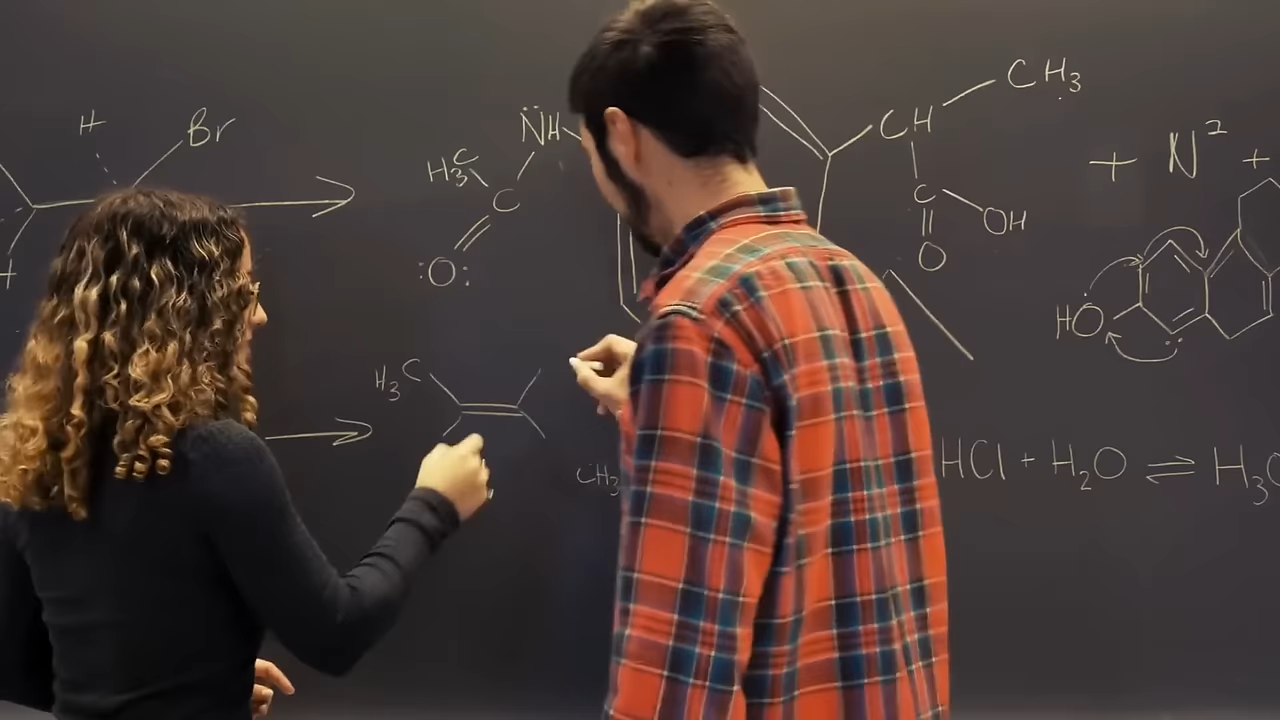 H Br
H
H₃C C NH
:O:
CH CH₃
C OH
O
+ N² +
HO
H₃C
CH₃
HCl + H₂O ⇌ H₃O